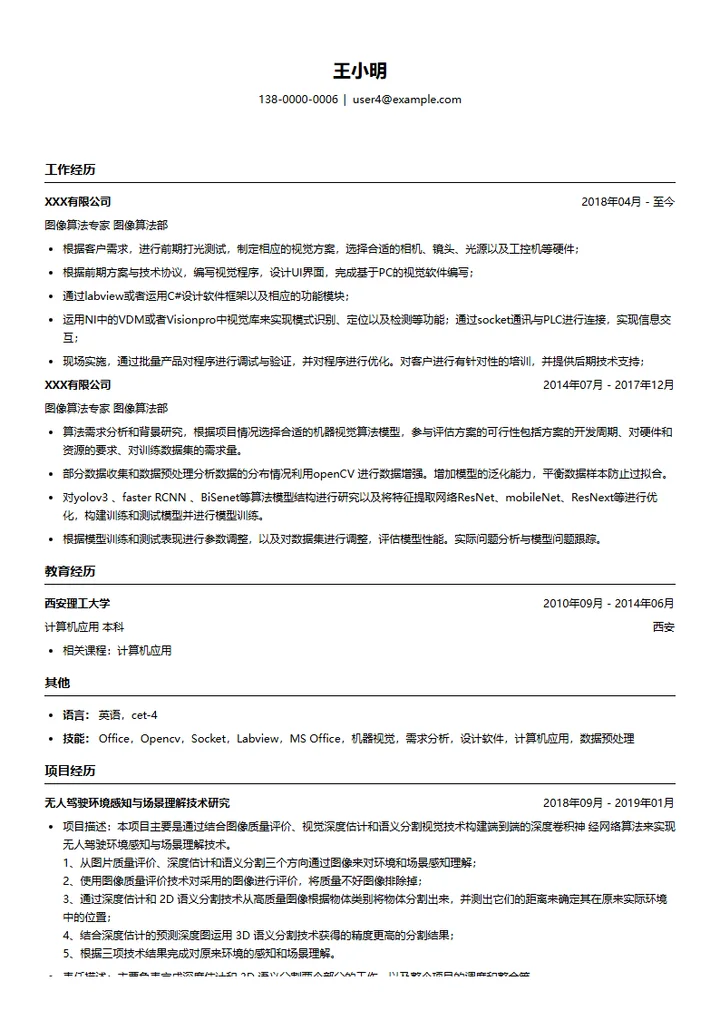 王小明
138-0000-0006 | user4@example.com
工作经历
XXX有限公司 2018年04月 - 至今
图像算法专家 图像算法部
• 根据客户需求，进行前期打光测试，制定相应的视觉方案，选择合适的相机、镜头、光源以及工控机等硬件；
• 根据前期方案与技术协议，编写视觉程序，设计UI界面，完成基于PC的视觉软件编写；
• 通过labview或者运用C#设计软件框架以及相应的功能模块；
• 运用NI中的VDM或者Visionpro中视觉库来实现模式识别、定位以及检测等功能；通过socket通讯与PLC进行连接，实现信息交
互；
• 现场实施，通过批量产品对程序进行调试与验证，并对程序进行优化。对客户进行有针对性的培训，并提供后期技术支持；
XXX有限公司 2014年07月 - 2017年12月
图像算法专家 图像算法部
• 算法需求分析和背景研究，根据项目情况选择合适的机器视觉算法模型，参与评估方案的可行性包括方案的开发周期、对硬件和
资源的要求、对训练数据集的需求量。
• 部分数据收集和数据预处理分析数据的分布情况利用openCV 进行数据增强。增加模型的泛化能力，平衡数据样本防止过拟合。
• 对yolov3 、faster RCNN 、BiSenet等算法模型结构进行研究以及将特征提取网络ResNet、mobileNet、ResNext等进行优
化，构建训练和测试模型并进行模型训练。
• 根据模型训练和测试表现进行参数调整，以及对数据集进行调整，评估模型性能。实际问题分析与模型问题跟踪。
教育经历
西安理工大学 2010年09月 - 2014年06月
计算机应用 本科 西安
• 相关课程：计算机应用
其他
• 语言： 英语，cet-4
• 技能： Office，Opencv，Socket，Labview，MS Office，机器视觉，需求分析，设计软件，计算机应用，数据预处理
项目经历
无人驾驶环境感知与场景理解技术研究 2018年09月 - 2019年01月
• 项目描述：本项目主要是通过结合图像质量评价、视觉深度估计和语义分割视觉技术构建端到端的深度卷积神 经网络算法来实现
无人驾驶环境感知与场景理解技术。
1、从图片质量评价、深度估计和语义分割三个方向通过图像来对环境和场景感知理解；
2、使用图像质量评价技术对采用的图像进行评价，将质量不好图像排除掉；
3、通过深度估计和 2D 语义分割技术从高质量图像根据物体类别将物体分割出来，并测出它们的距离来确定其在原来实际环境
中的位置；
4、结合深度估计的预测深度图运用 3D 语义分割技术获得的精度更高的分割结果；
5、根据三项技术结果完成对原来环境的感知和场景理解。
• 责任描述：主要负责完成深度估计和 2D 语义分割两个部分的工作，以及整个项目的调度和整合等